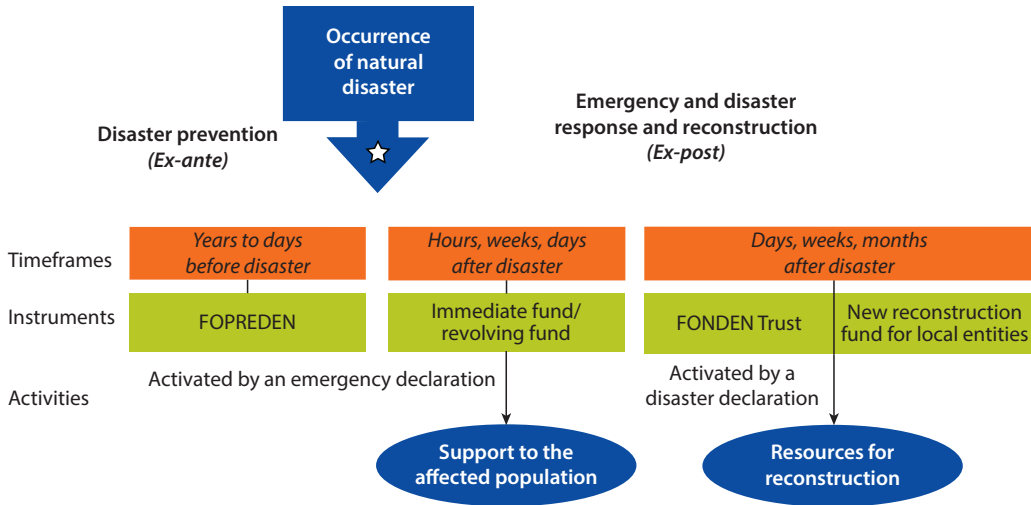 Occurrence
of natural
disaster
Disaster prevention
(Ex-ante)
Emergency and disaster
response and reconstruction
(Ex-post)
Timeframes
Years to days
before disaster
Hours, weeks, days
after disaster
Days, weeks, months
after disaster
Instruments
FOPREDEN
Immediate fund/
revolving fund
FONDEN Trust
New reconstruction
fund for local entities
Activities
Activated by an emergency declaration
Activated by a
disaster declaration
Support to the
affected population
Resources for
reconstruction